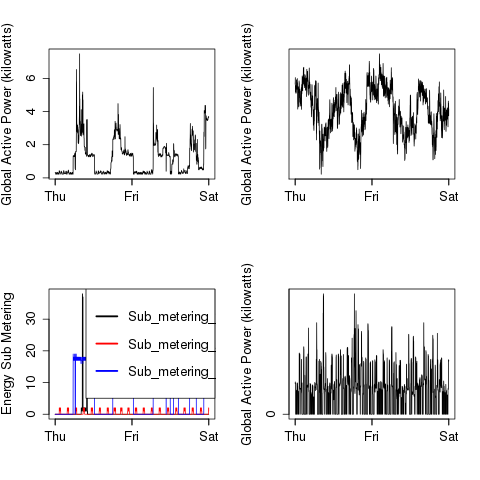 Global Active Power (kilowatts)
6
4
2
0
Thu Fri Sat
Global Active Power (kilowatts)
Thu Fri Sat
Energy Sub Metering
30
20
10
0
Sub_metering_
Sub_metering_
Sub_metering_
Thu Fri Sat
Global Active Power (kilowatts)
0
Thu Fri Sat